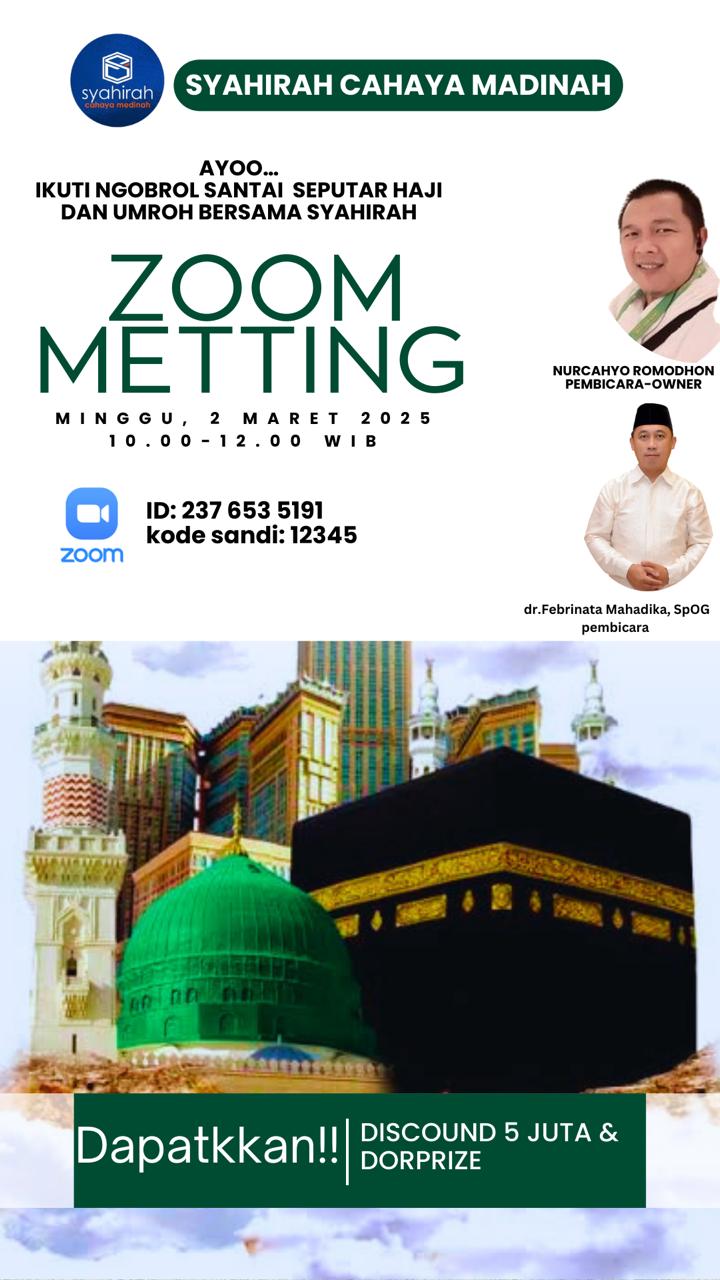 syahirah
cahaya medinah
SYAHIRAH CAHAYA MADINAH
AYOO...
IKUTI NGOBROL SANTAI SEPUTAR HAJI
DAN UMROH BERSAMA SYAHIRAH
ZOOM
METTING
MINGGU, 2 MARET 2025
10.00-12.00 WIB
zoom
ID: 237 653 5191
kode sandi: 12345
NURCAHYO ROMODHON
PEMBICARA-OWNER
dr.Febrinata Mahadika, SpOG
pembicara
Dapatkkan!!
DISCOUND 5 JUTA &
DORPRIZE